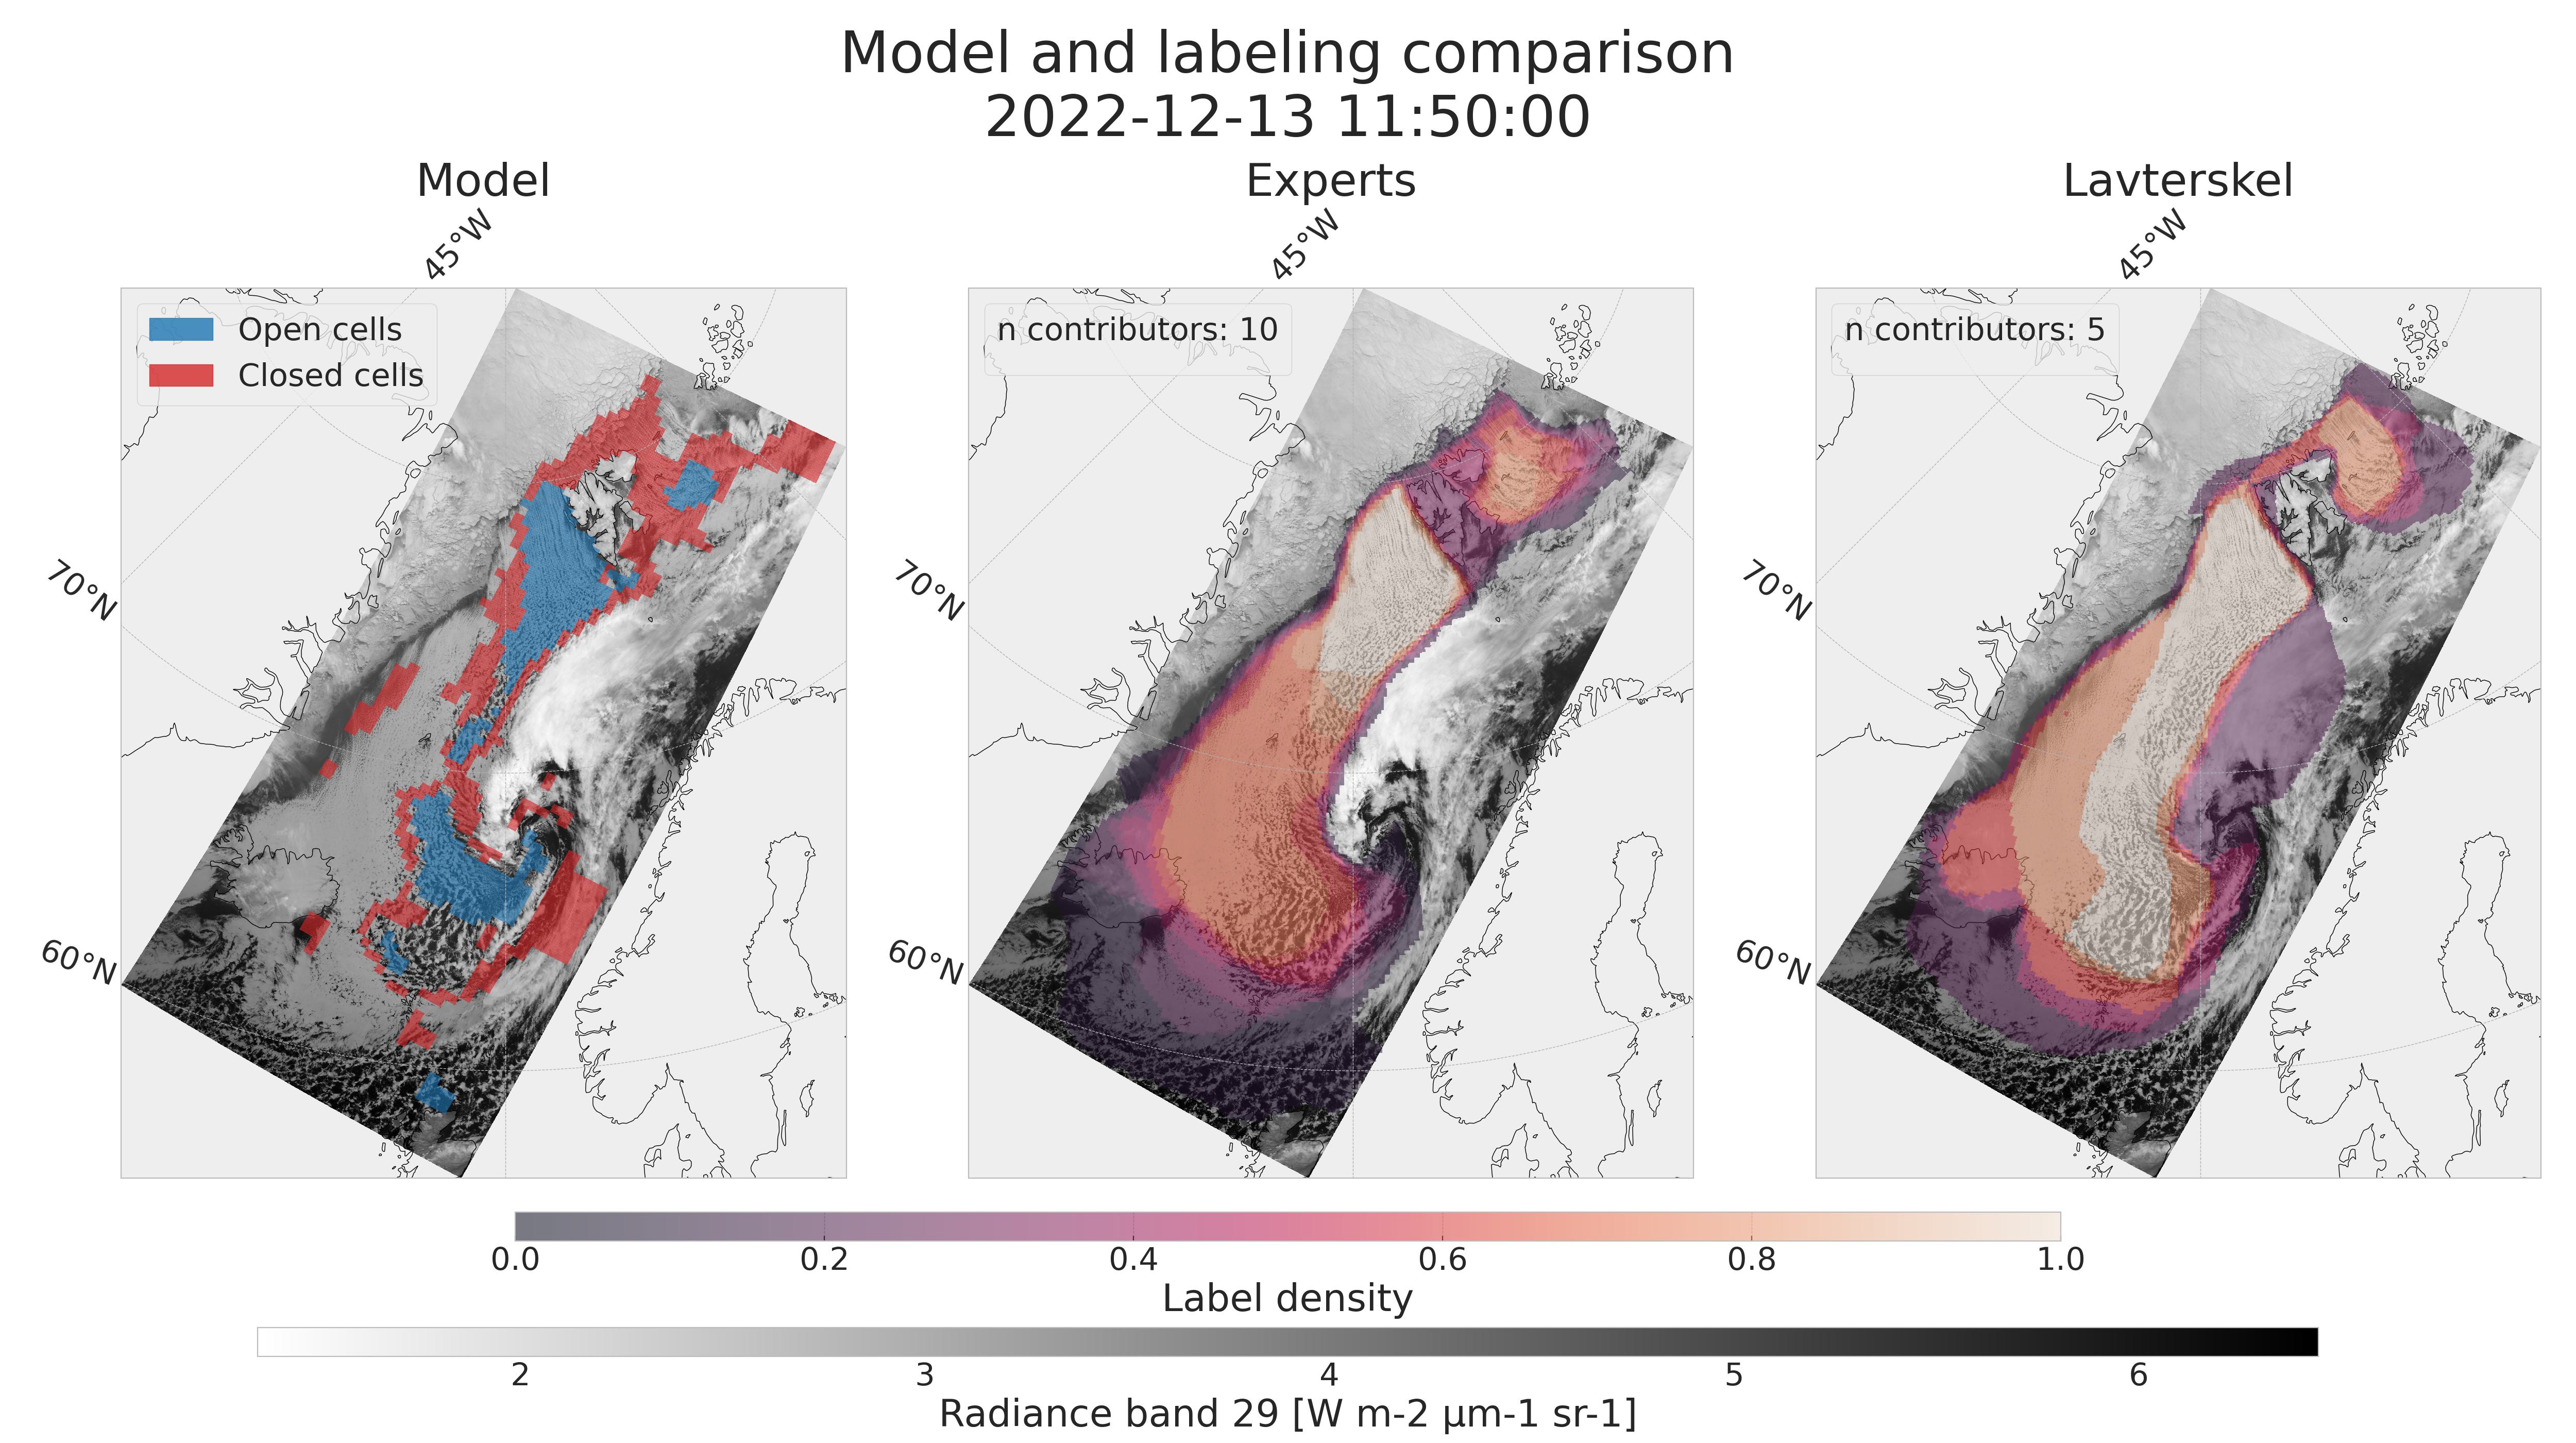 Model and labeling comparison
2022-12-13 11:50:00
Model
Experts
Lavterskel
45°W
45°W
45°W
Open cells
Closed cells
n contributors: 10
n contributors: 5
70°N
70°N
70°N
60°N
60°N
60°N
0.0 0.2 0.4 0.6 0.8 1.0
Label density
2 3 4 5 6
Radiance band 29 [W m-2 µm-1 sr-1]